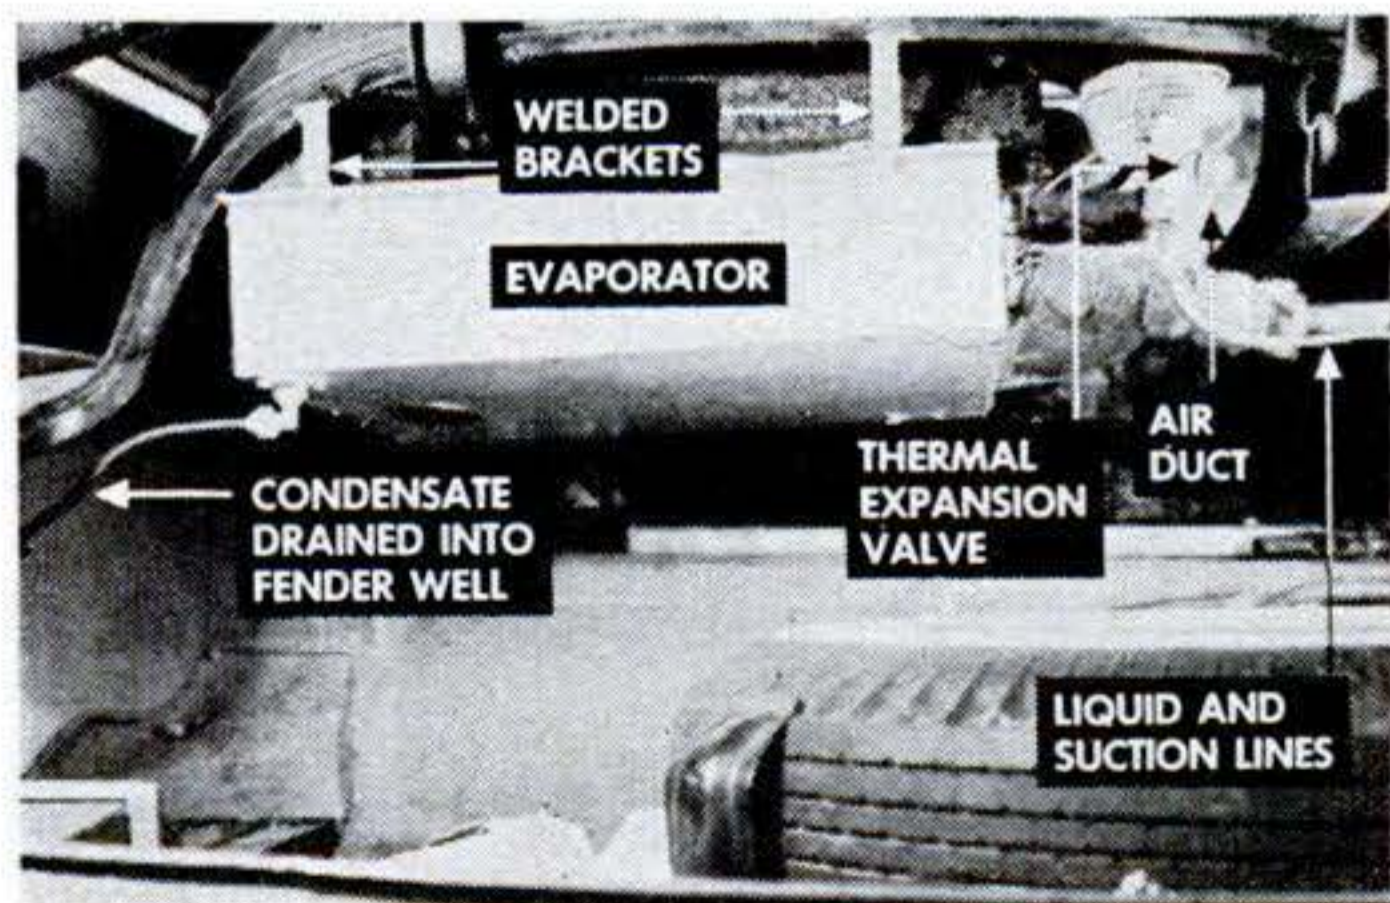 WELDED
BRACKETS
EVAPORATOR
AIR
DUCT
THERMAL
EXPANSION
VALVE
CONDENSATE
DRAINED INTO
FENDER WELL
LIQUID AND
SUCTION LINES